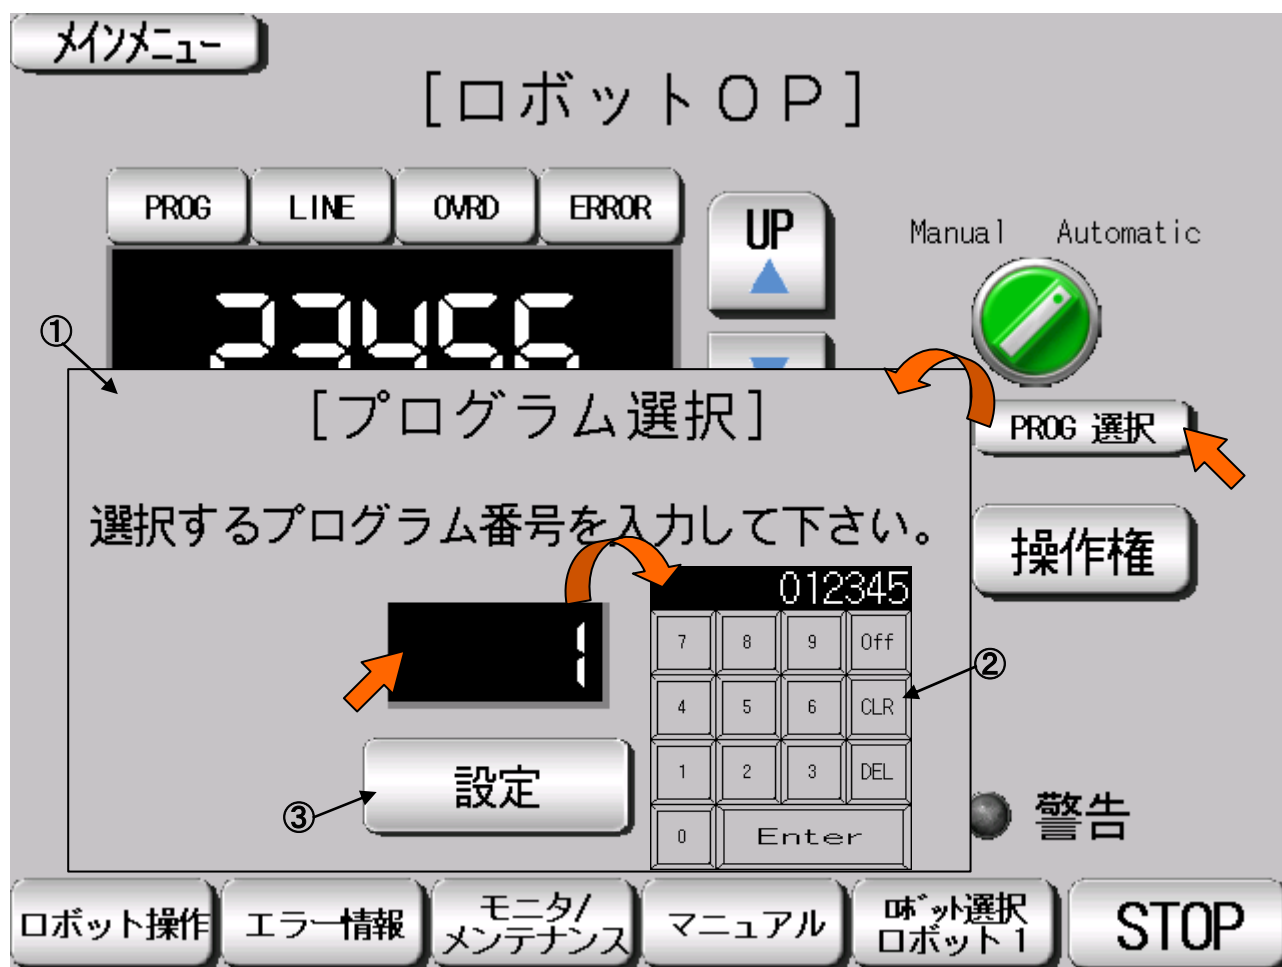 メインメニュー
[ロボットOP]
PROG LINE OVRD ERROR
UP
Manual Automatic
23456
①
[プログラム選択]
PROG 選択
選択するプログラム番号を入力して下さい。
操作権
012345
1
7 8 9 Off
②
4 5 6 CLR
設定
1 2 3 DEL
③
0 Enter
警告
ロボット操作
エラー情報
モニタ/
メンテナンス
マニュアル
ロボット選択
ロボット1
STOP